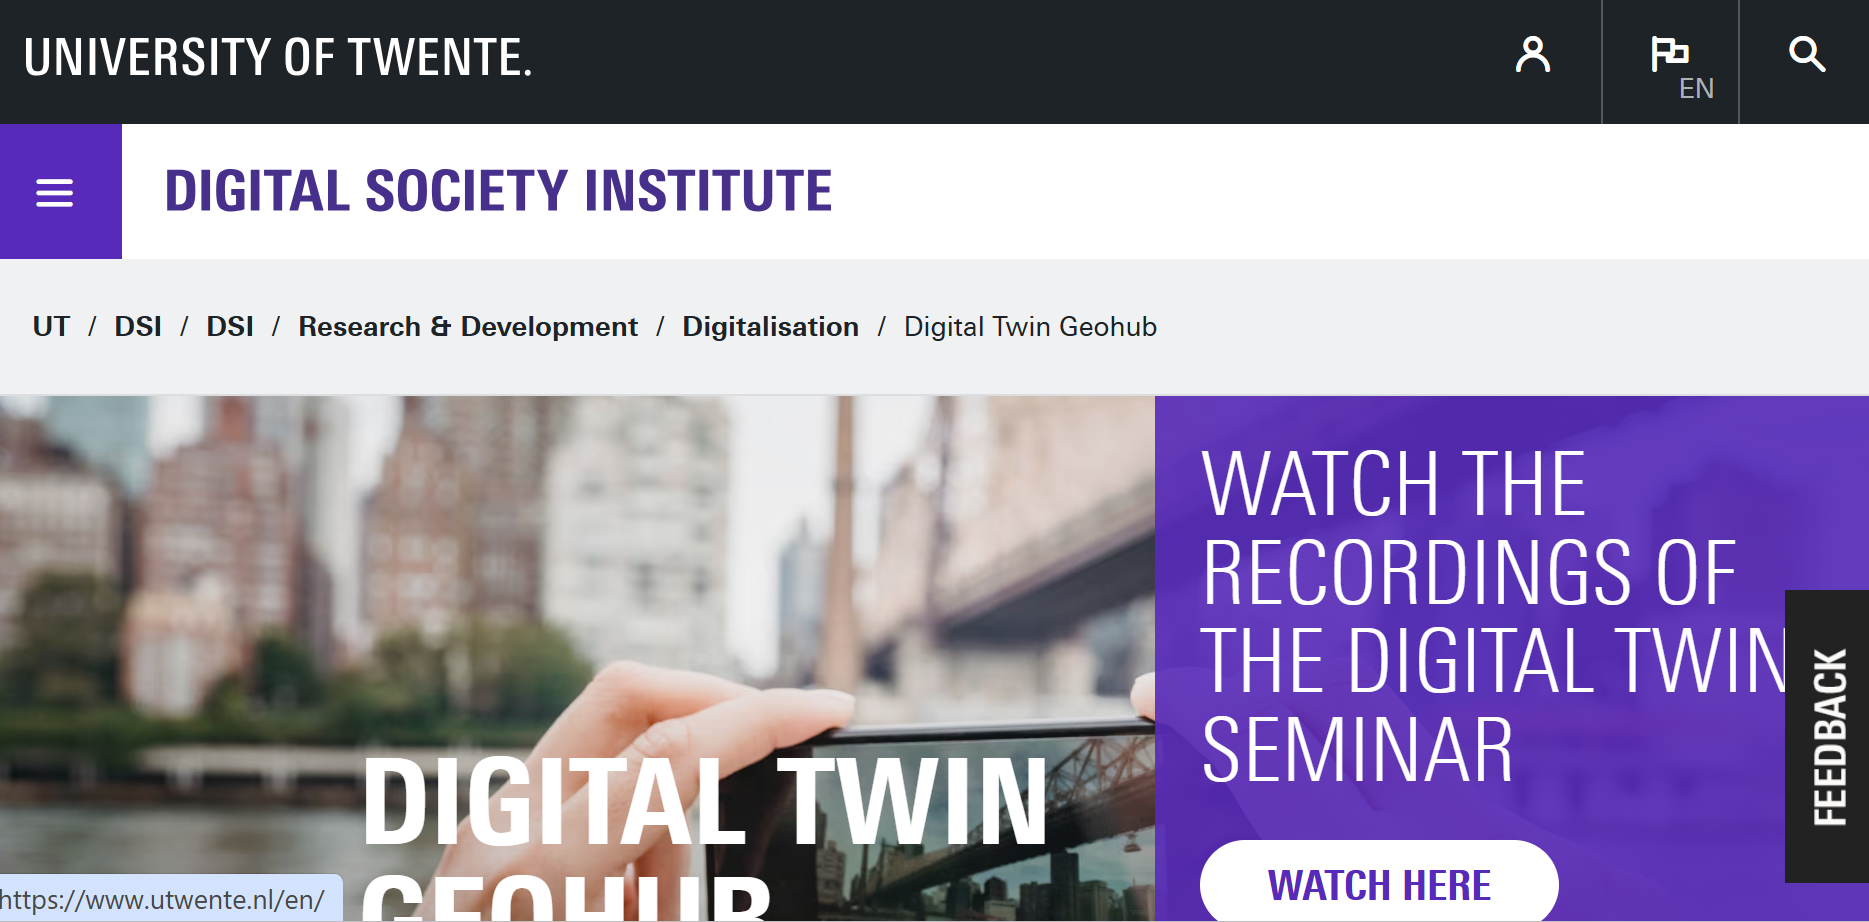 UNIVERSITY OF TWENTE.
EN
DIGITAL SOCIETY INSTITUTE
UT / DSI / DSI / Research & Development / Digitalisation / Digital Twin Geohub
DIGITAL TWIN
GEOHUB
WATCH THE
RECORDINGS OF
THE DIGITAL TWIN
SEMINAR
WATCH HERE
FEEDBACK
https://www.utwente.nl/en/